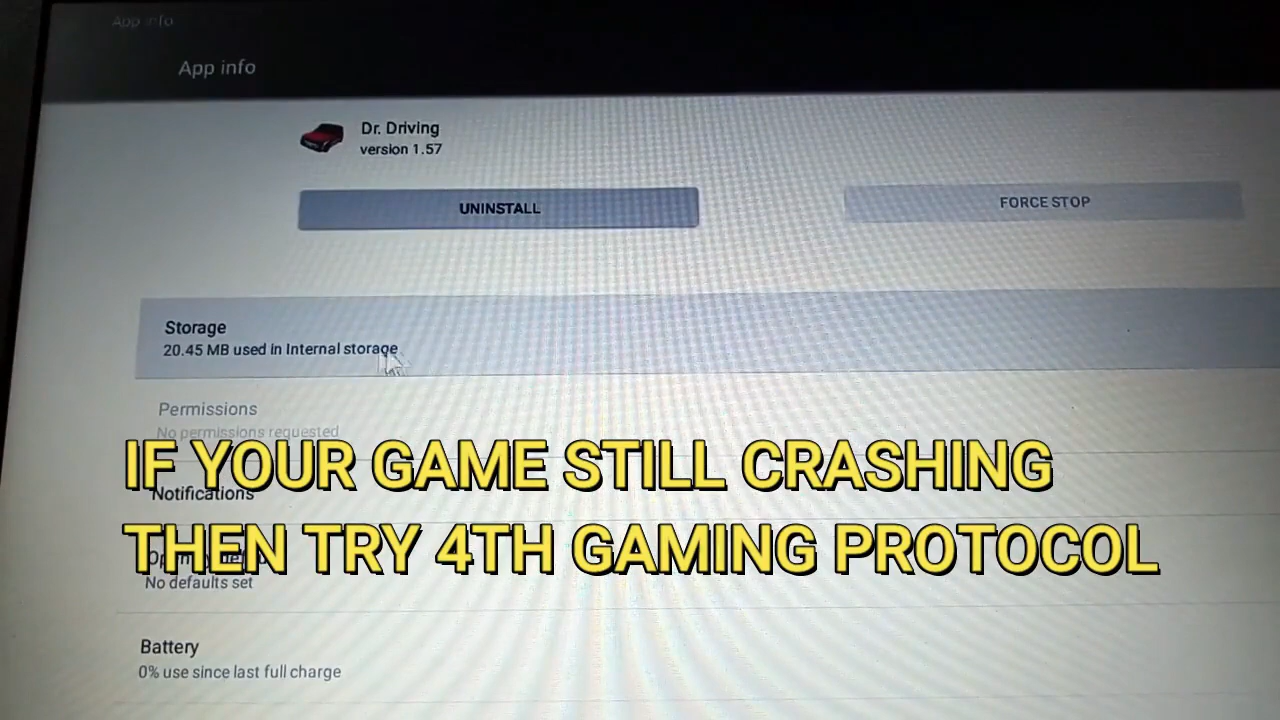 App info
App info
Dr. Driving
version 1.57
UNINSTALL
FORCE STOP
Storage
20.45 MB used in Internal storage
Permissions
No permissions requested
IF YOUR GAME STILL CRASHING
Notifications
THEN TRY 4TH GAMING PROTOCOL
No defaults set
Battery
0% use since last full charge